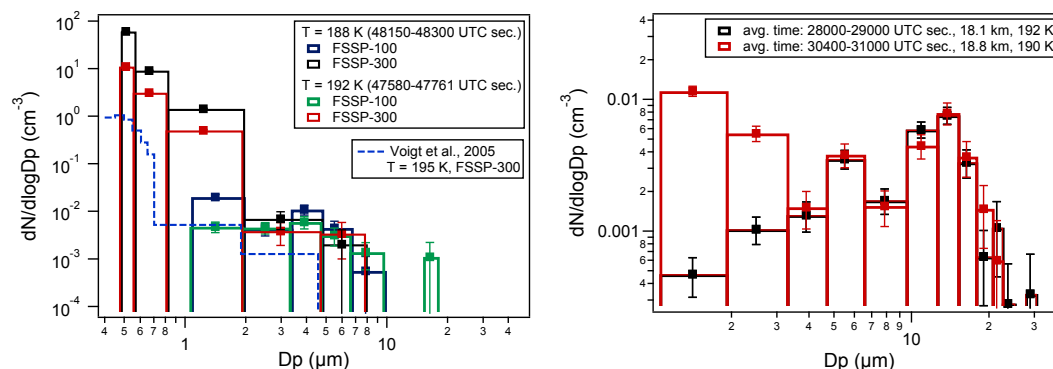 dN/dlogDp (cm⁻³)
10²
10¹
10⁰
10⁻¹
10⁻²
10⁻³
10⁻⁴
T = 188 K (48150-48300 UTC sec.)
FSSP-100
FSSP-300
T = 192 K (47580-47761 UTC sec.)
FSSP-100
FSSP-300
Voigt et al., 2005
T = 195 K, FSSP-300
4 5 6 7 8 1 2 3 4 5 6 7 8 10 2 3 4
Dp (µm)
dN/dlogDp (cm⁻³)
4
2
0.01
8
6
4
2
0.001
8
6
4
avg. time: 28000-29000 UTC sec., 18.1 km, 192 K
avg. time: 30400-31000 UTC sec., 18.8 km, 190 K
2 3 4 5 6 7 8 9 10 2 3
Dp (µm)